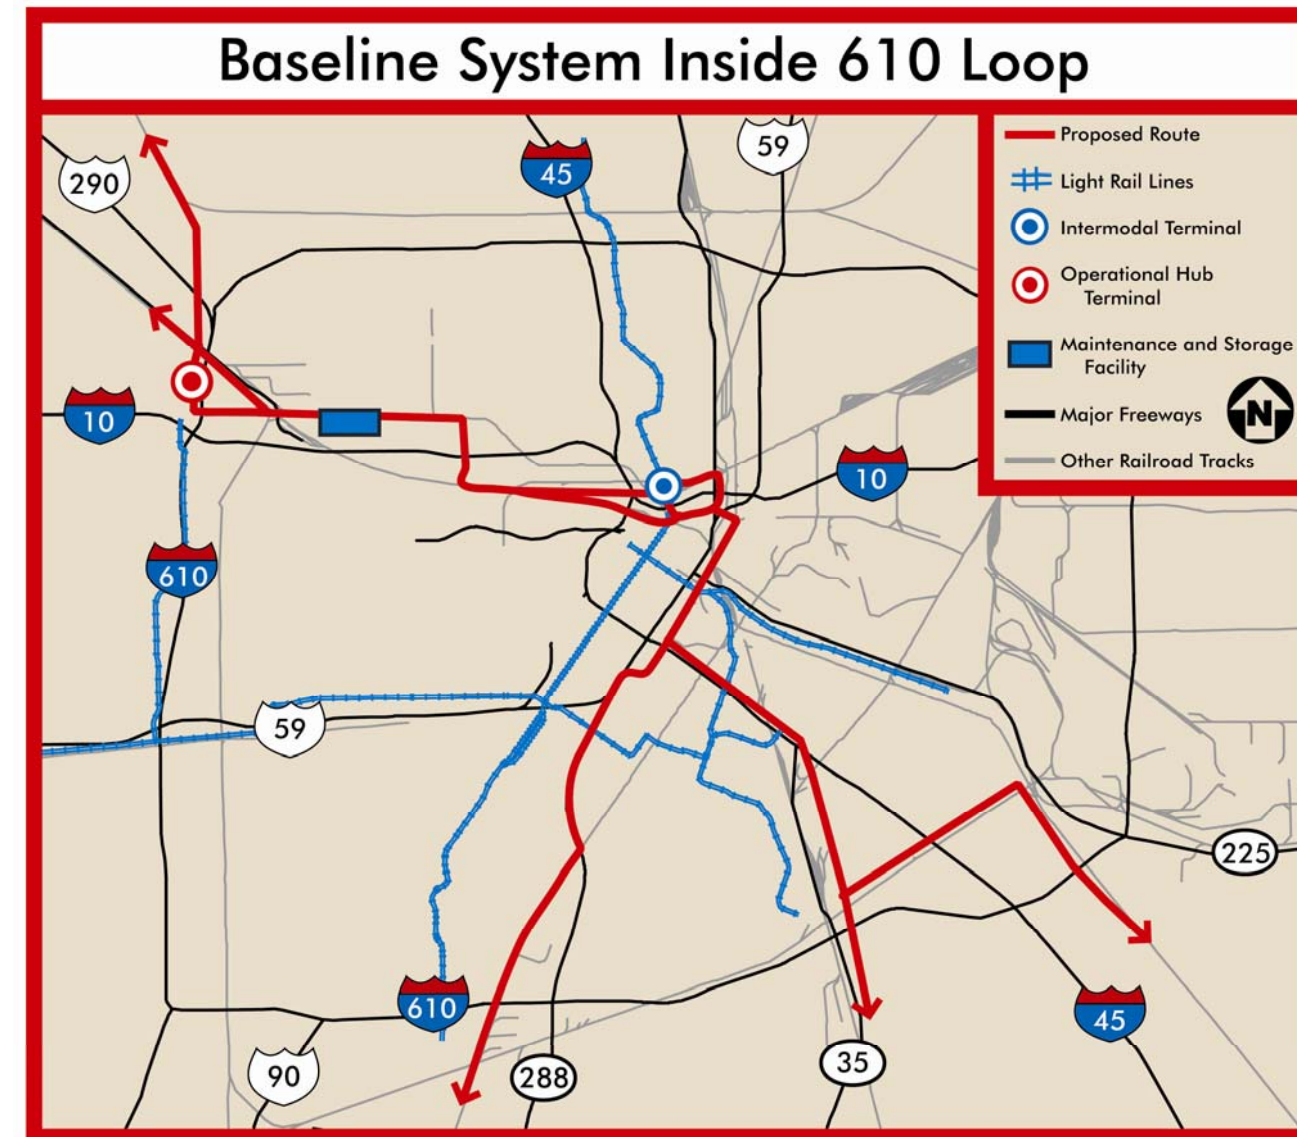 Baseline System Inside 610 Loop
Proposed Route
Light Rail Lines
Intermodal Terminal
Operational Hub
Terminal
Maintenance and Storage
Facility
Major Freeways
N
Other Railroad Tracks
290
45
59
10
10
610
59
225
610
45
90
288
35